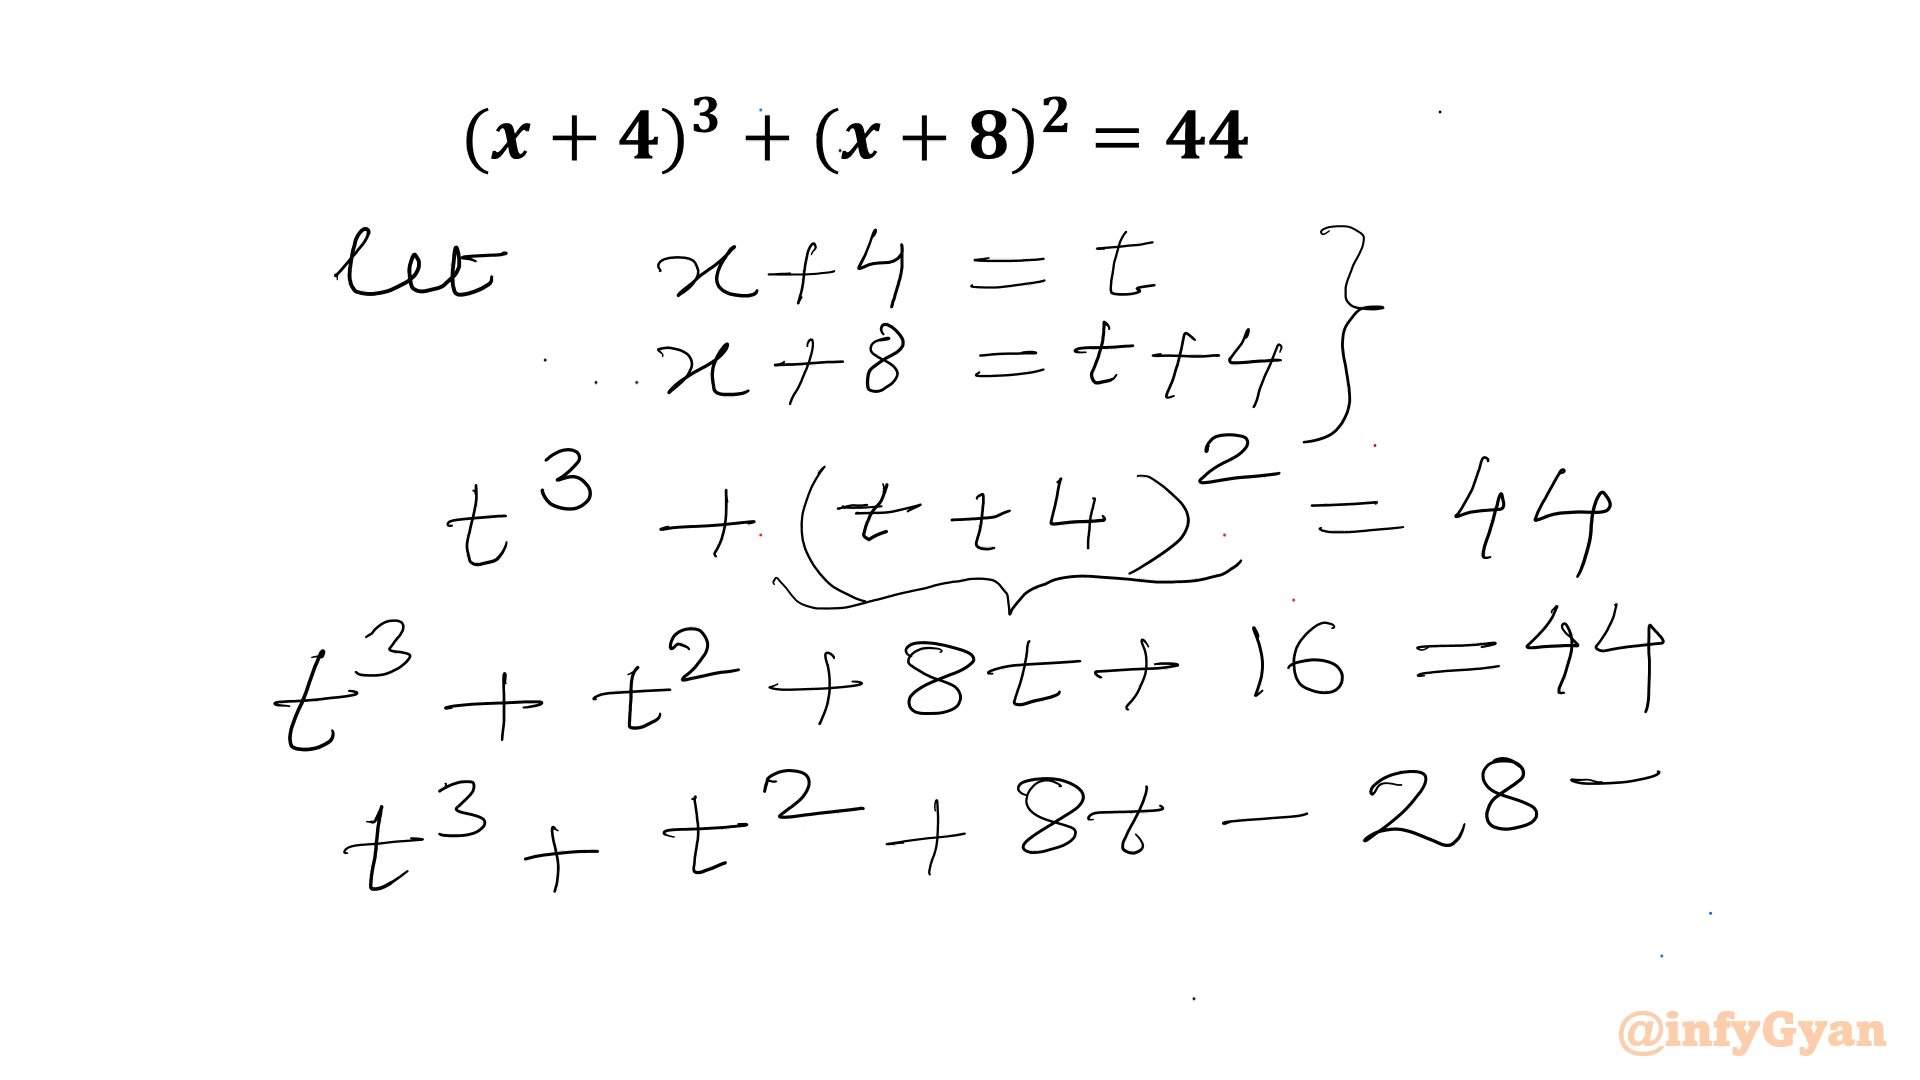 (x + 4)³ + (x + 8)² = 44
let x+4 = t
x+8 = t+4
t³ + (t + 4)² = 44
t³ + t² + 8t + 16 = 44
t³ + t² + 8t - 28 -
@infyGyan